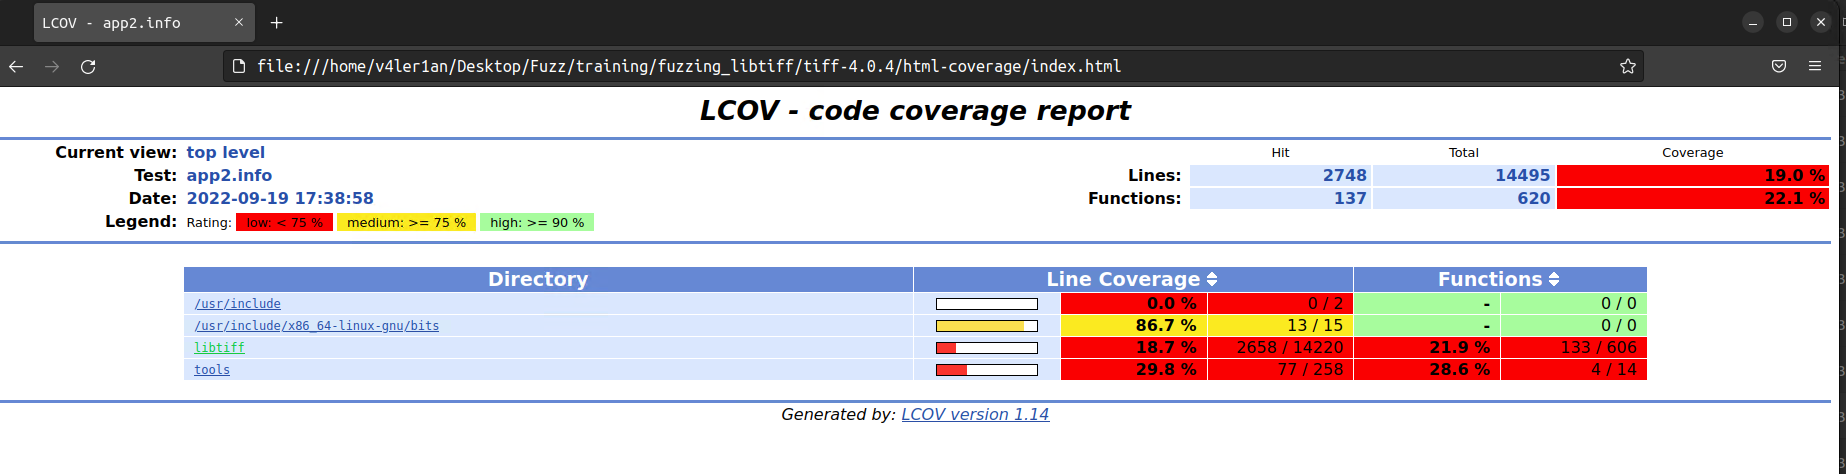 LCOV - app2.info
file:///home/v4ler1an/Desktop/Fuzz/training/fuzzing_libtiff/tiff-4.0.4/html-coverage/index.html
LCOV - code coverage report
Current view: top level Hit Total Coverage
Test: app2.info Lines: 2748 14495 19.0 %
Date: 2022-09-19 17:38:58 Functions: 137 620 22.1 %
Legend: Rating: low: < 75 % medium: >= 75 % high: >= 90 %
Directory Line Coverage Functions
/usr/include 0.0 % 0 / 2 - 0 / 0
/usr/include/x86_64-linux-gnu/bits 86.7 % 13 / 15 - 0 / 0
libtiff 18.7 % 2658 / 14220 21.9 % 133 / 606
tools 29.8 % 77 / 258 28.6 % 4 / 14
Generated by: LCOV version 1.14